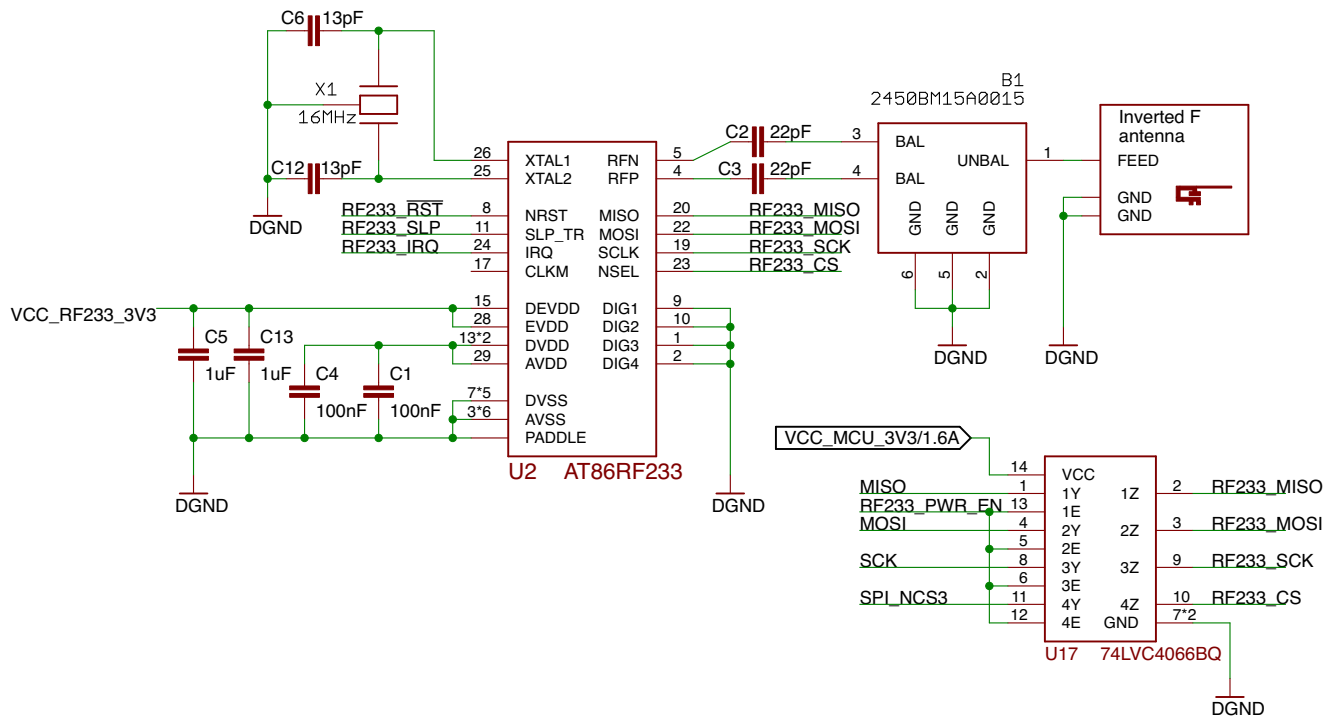 C6 13pF
X1
16MHz
C12 13pF
DGND
RF233_RST
RF233_SLP
RF233_IRQ
VCC_RF233_3V3
C5
1uF
C13
1uF
C4
100nF
C1
100nF
DGND
26 XTAL1 RFN 5
25 XTAL2 RFP 4
8 NRST MISO 20
11 SLP_TR MOSI 22
24 IRQ SCLK 19
17 CLKM NSEL 23
15 DEVDD DIG1 9
28 EVDD DIG2 10
13*2 DVDD DIG3 1
29 AVDD DIG4 2
7*5 DVSS
3*6 AVSS
PADDLE
U2 AT86RF233
C2 22pF
C3 22pF
RF233_MISO
RF233_MOSI
RF233_SCK
RF233_CS
DGND
B1
2450BM15A0015
3 BAL
4 BAL
UNBAL 1
GND GND GND
6 5 2
DGND
Inverted F
antenna
FEED
GND
GND
DGND
VCC_MCU_3V3/1.6A
14 VCC
MISO 1 1Y 1Z 2 RF233_MISO
RF233_PWR_EN 13 1E
MOSI 4 2Y 2Z 3 RF233_MOSI
5 2E
SCK 8 3Y 3Z 9 RF233_SCK
6 3E
SPI_NCS3 11 4Y 4Z 10 RF233_CS
12 4E GND 7*2
U17 74LVC4066BQ
DGND